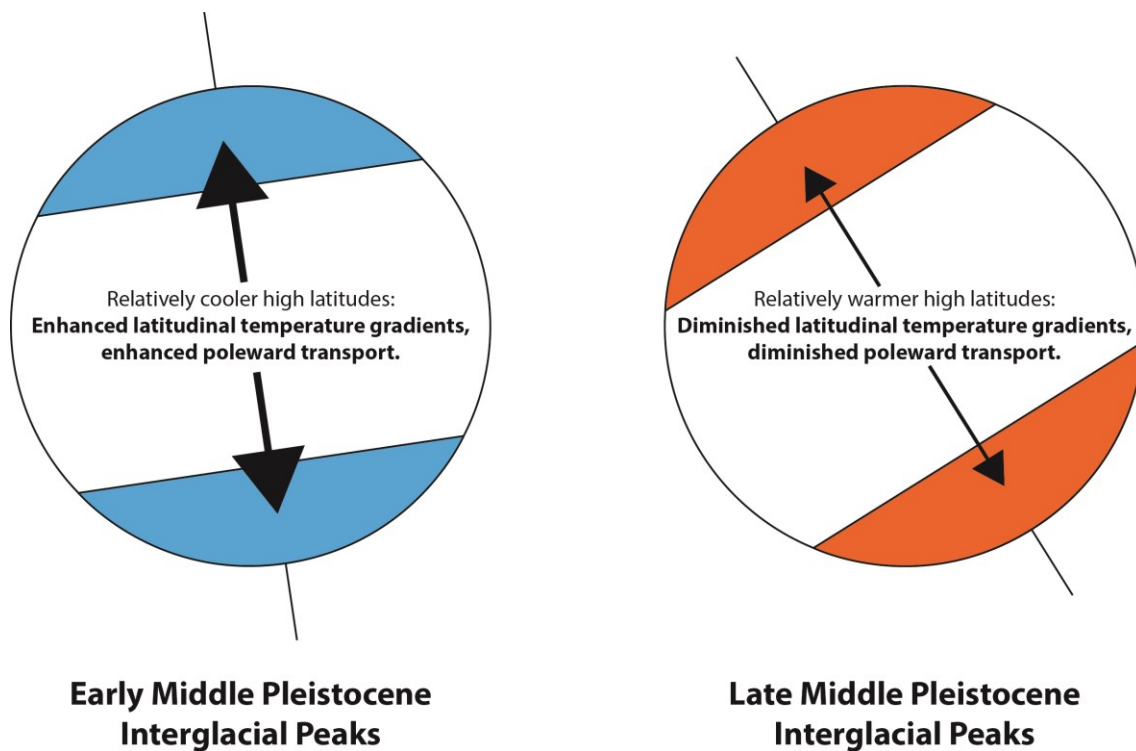 Relatively cooler high latitudes:
Enhanced latitudinal temperature gradients,
enhanced poleward transport.
Relatively warmer high latitudes:
Diminished latitudinal temperature gradients,
diminished poleward transport.
Early Middle Pleistocene
Interglacial Peaks
Late Middle Pleistocene
Interglacial Peaks